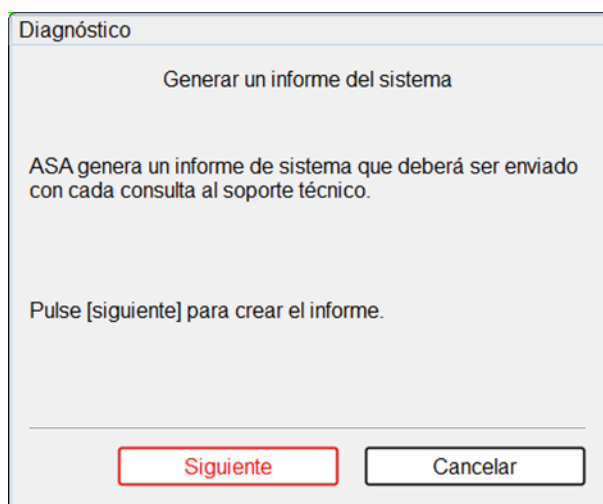 Diagnóstico
Generar un informe del sistema
ASA genera un informe de sistema que deberá ser enviado
con cada consulta al soporte técnico.
Pulse [siguiente] para crear el informe.
Siguiente
Cancelar